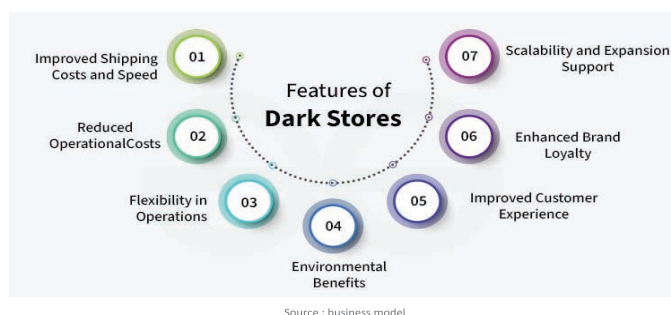 Features of
Dark Stores
01
Improved Shipping
Costs and Speed
02
Reduced
OperationalCosts
03
Flexibility in
Operations
04
Environmental
Benefits
05
Improved Customer
Experience
06
Enhanced Brand
Loyalty
07
Scalability and Expansion
Support
Source : business model